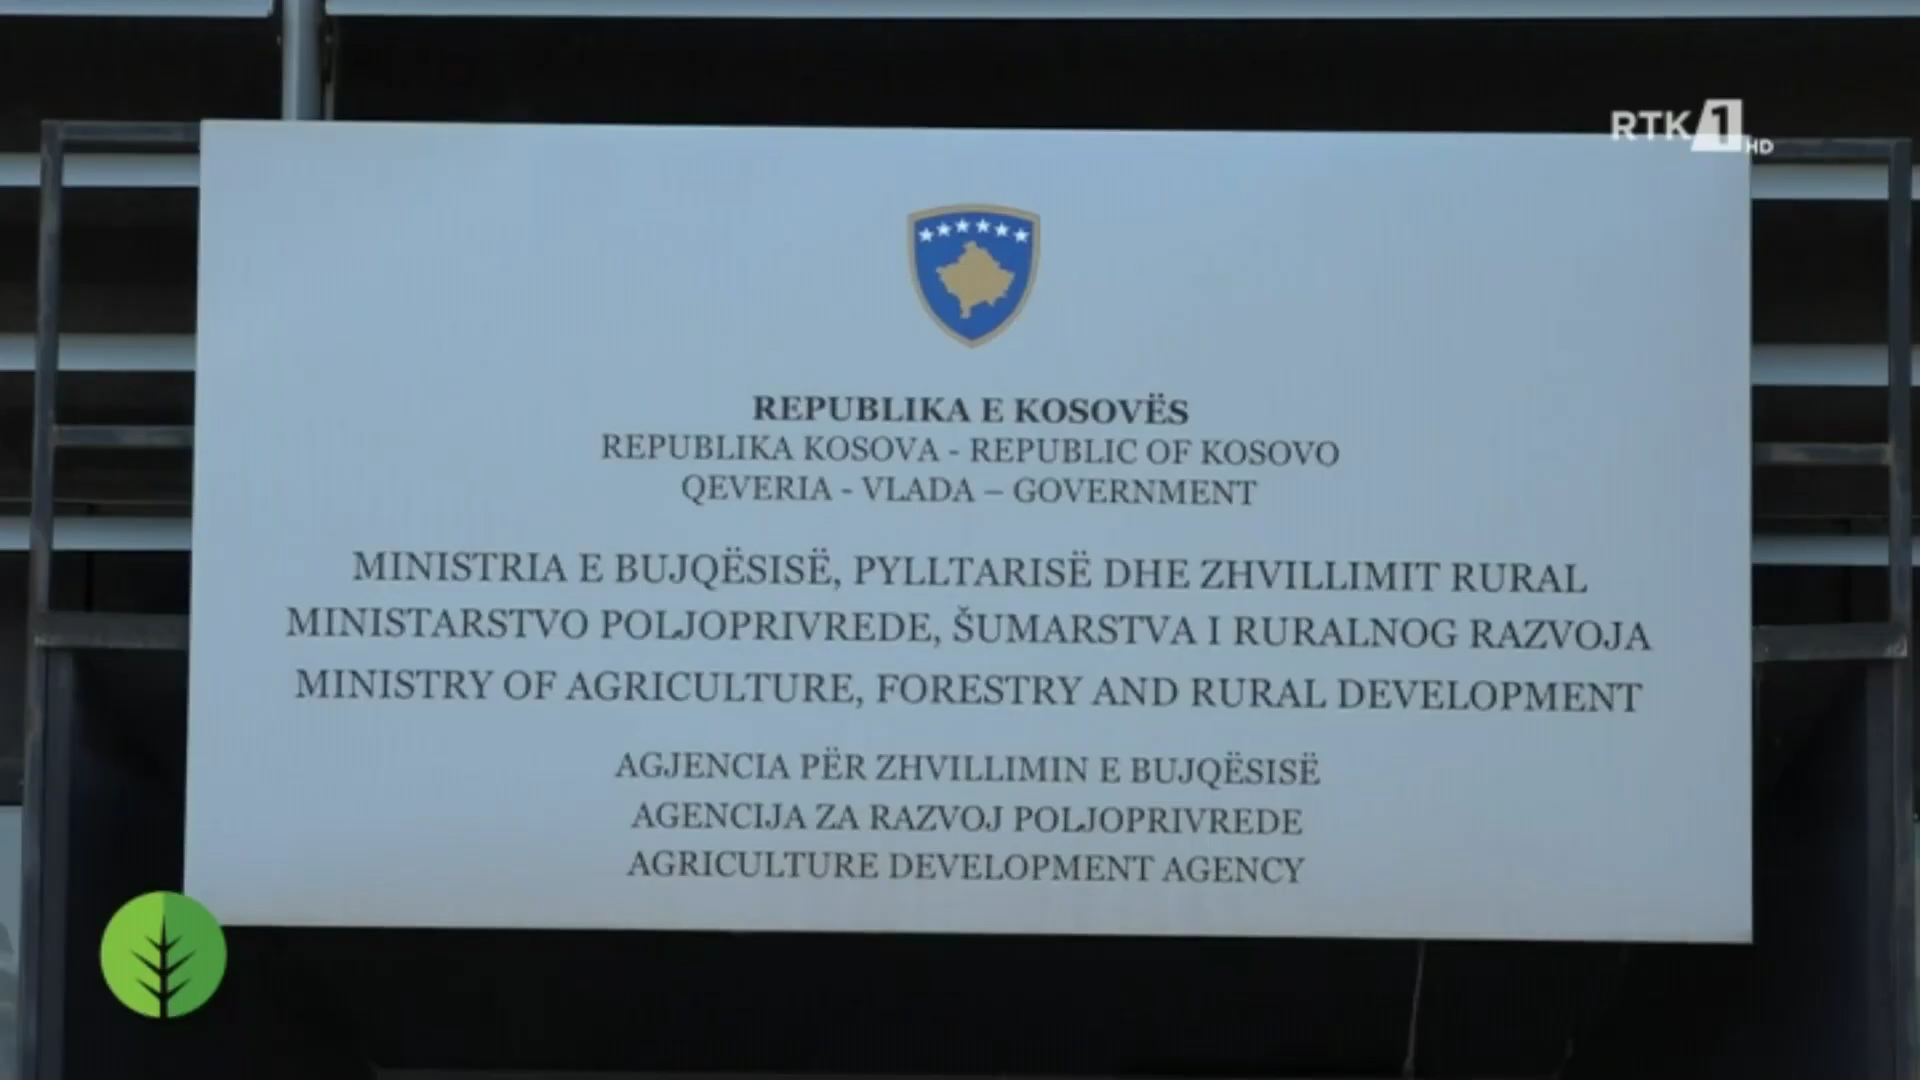 RTK 1 HD
REPUBLIKA E KOSOVËS
REPUBLIKA KOSOVA - REPUBLIC OF KOSOVO
QEVERIA - VLADA – GOVERNMENT
MINISTRIA E BUJQËSISË, PYLLTARISË DHE ZHVILLIMIT RURAL
MINISTARSTVO POLJOPRIVREDE, ŠUMARSTVA I RURALNOG RAZVOJA
MINISTRY OF AGRICULTURE, FORESTRY AND RURAL DEVELOPMENT
AGJENCIA PËR ZHVILLIMIN E BUJQËSISË
AGENCIJA ZA RAZVOJ POLJOPRIVREDE
AGRICULTURE DEVELOPMENT AGENCY